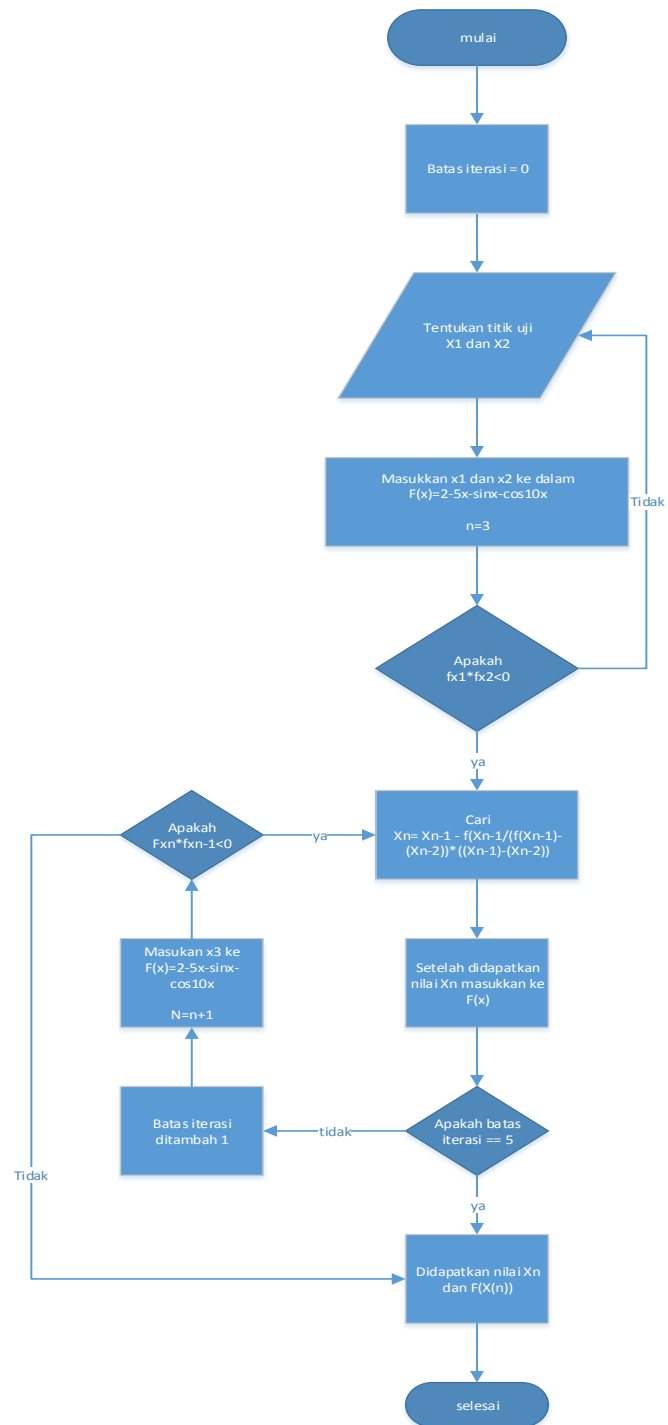 mulai
Batas iterasi = 0
Tentukan titik uji
X1 dan X2
Masukkan x1 dan x2 ke dalam
F(x)=2-5x-sinx-cos10x
n=3
Tidak
Apakah
fx1*fx2<0
ya
Apakah
Fxn*fxn-1<0
ya
Cari
Xn= Xn-1 - f(Xn-1/(f(Xn-1)-
(Xn-2))*((Xn-1)-(Xn-2))
Masukan x3 ke
F(x)=2-5x-sinx-
cos10x
N=n+1
Setelah didapatkan
nilai Xn masukkan ke
F(x)
Batas iterasi
ditambah 1
tidak
Apakah batas
iterasi == 5
Tidak
ya
Didapatkan nilai Xn
dan F(X(n))
selesai